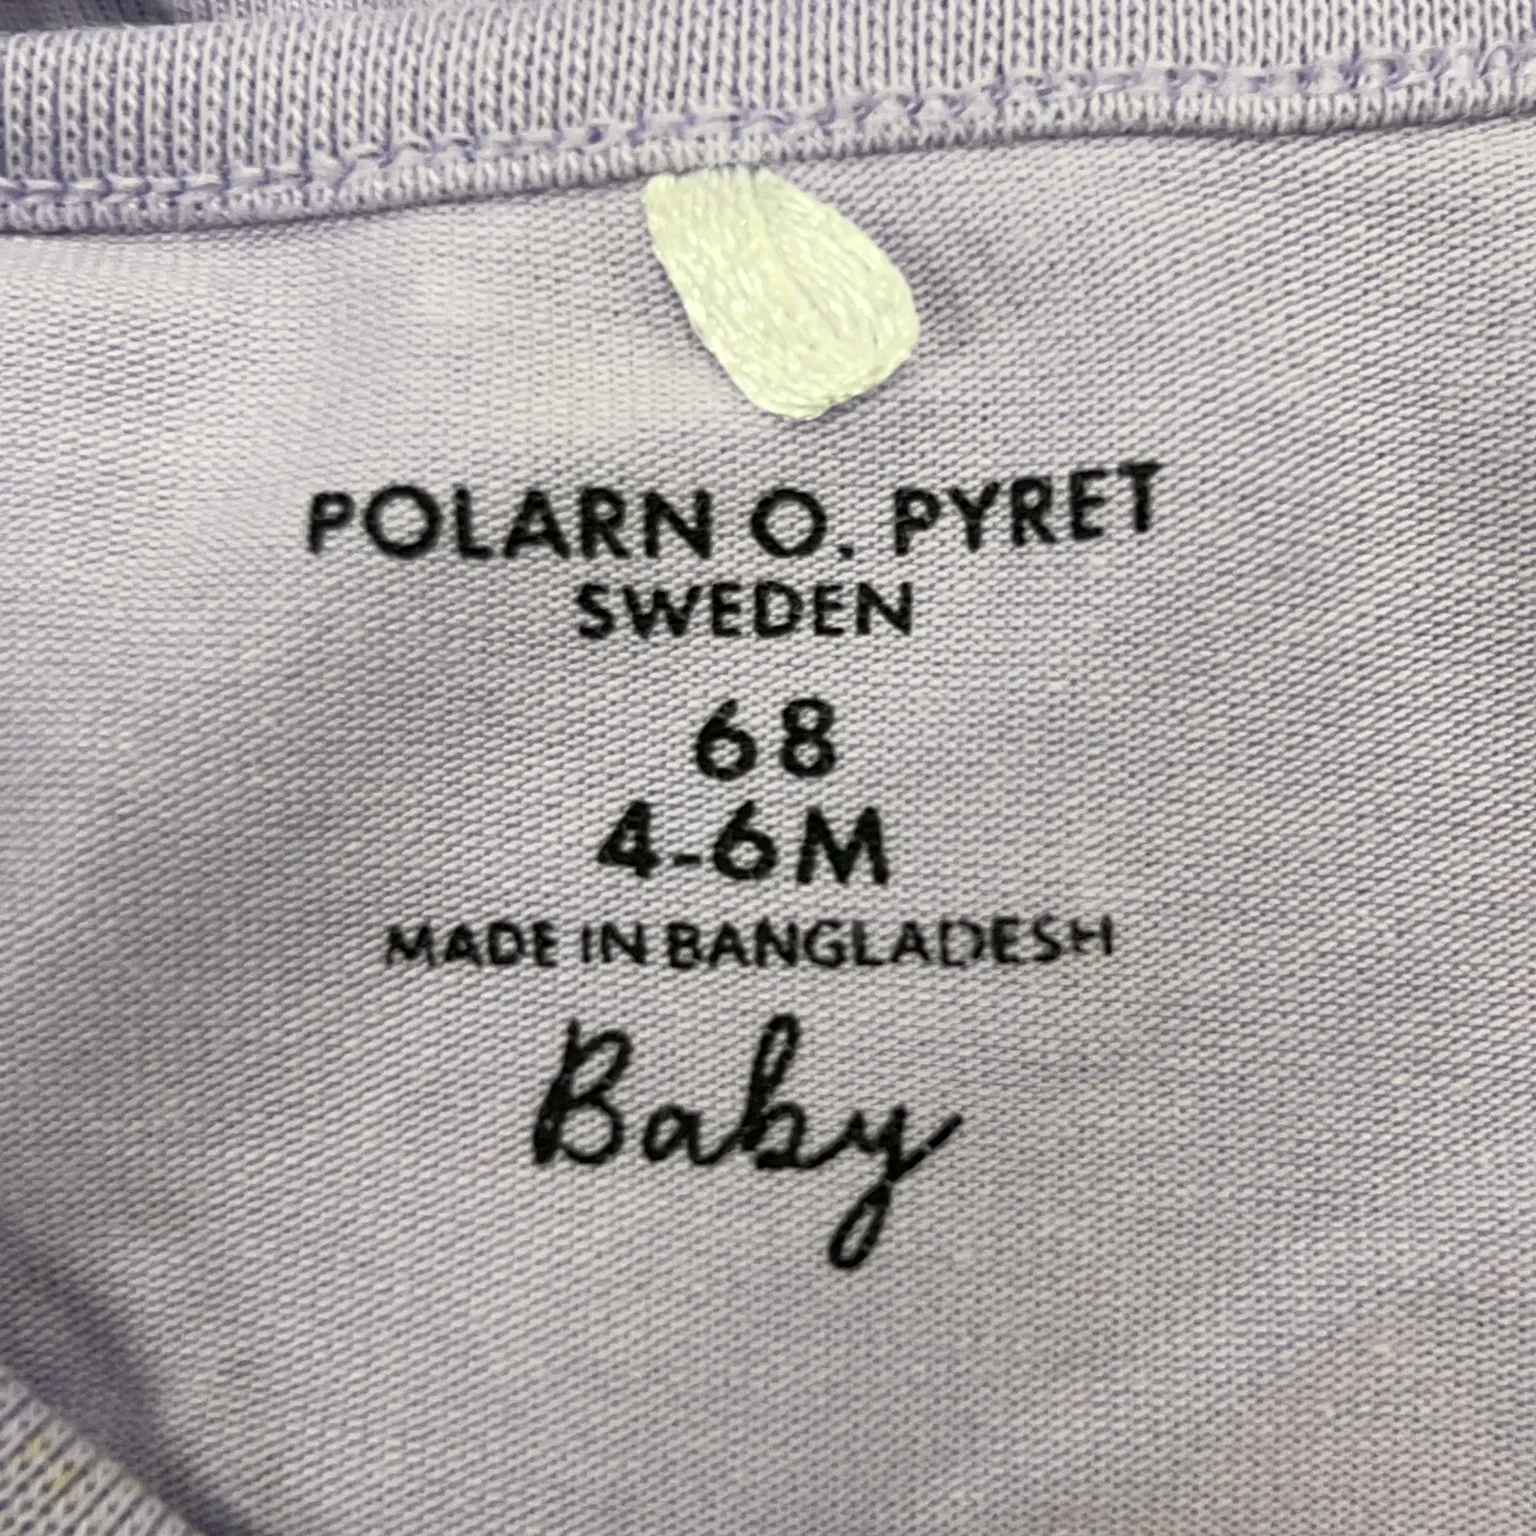 POLARN O. PYRET
SWEDEN
68
4-6M
MADE IN BANGLADESH
Baby